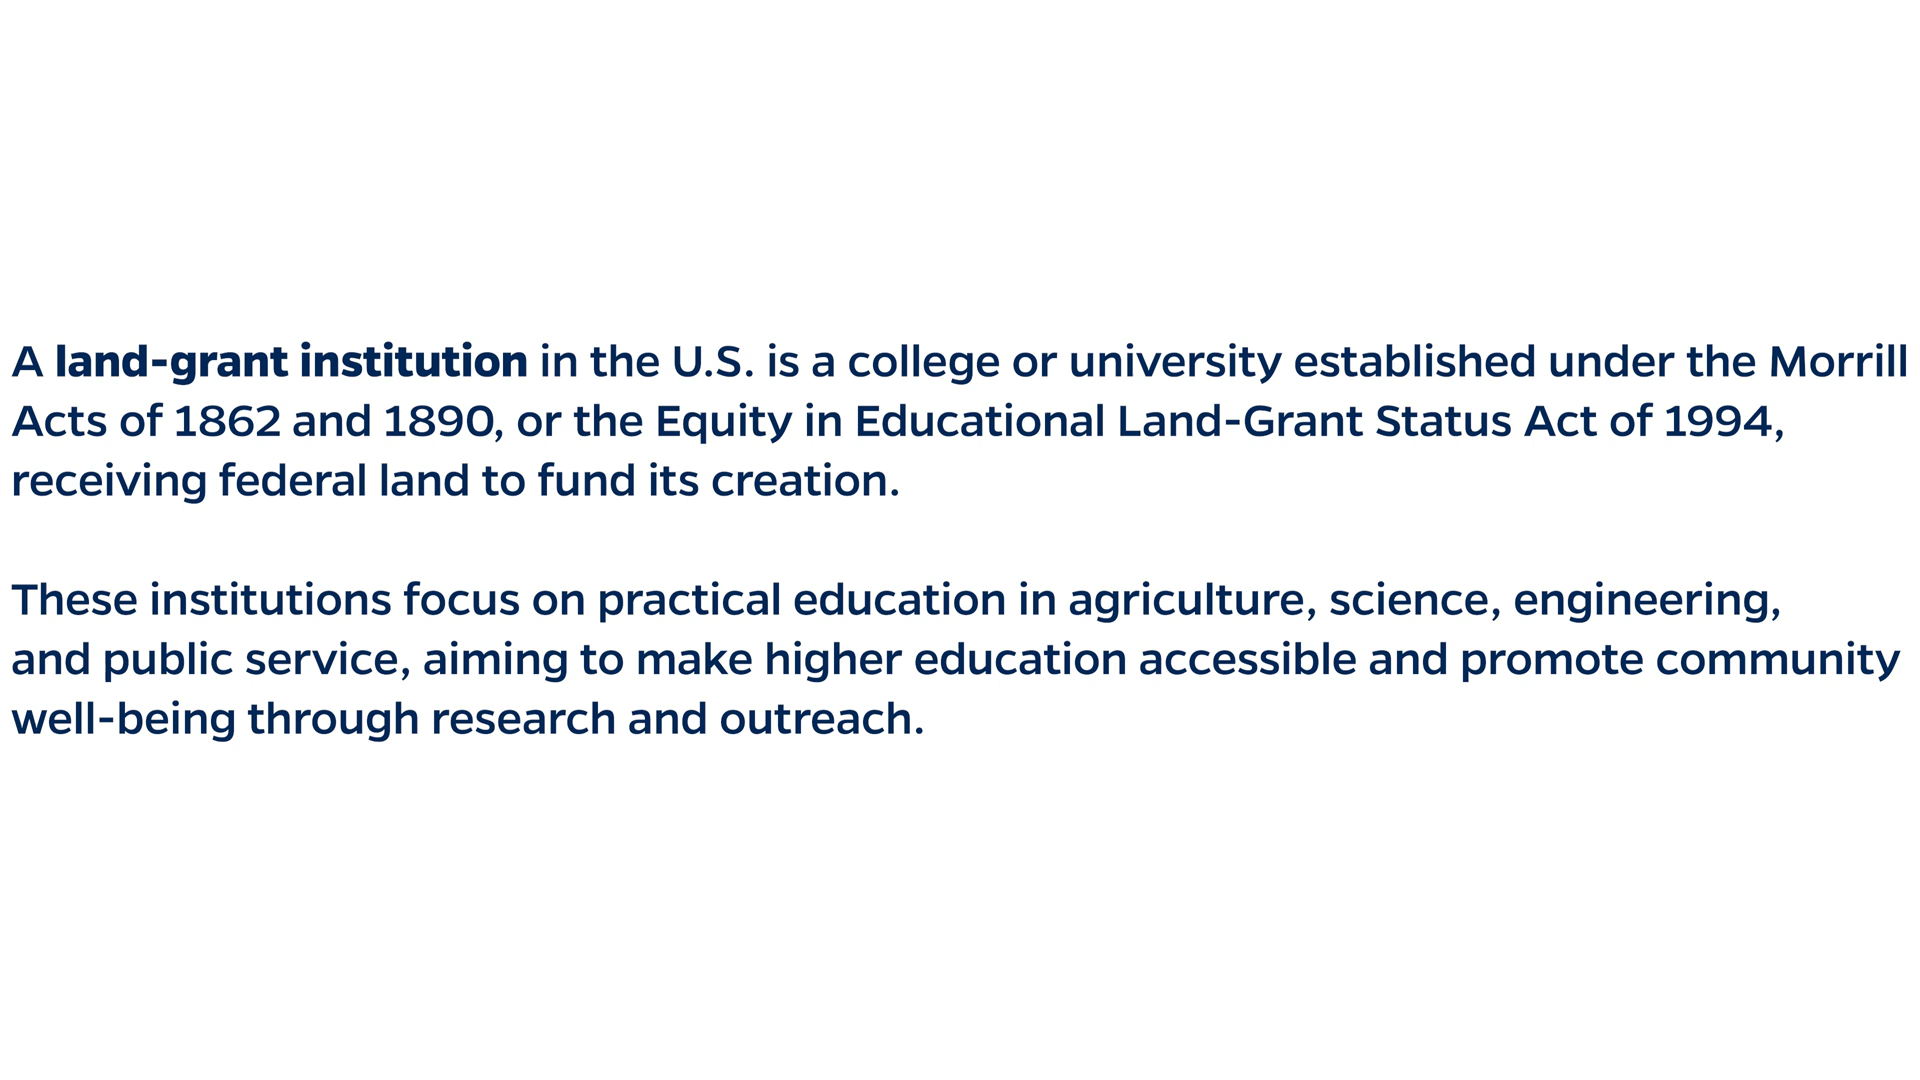 A land-grant institution in the U.S. is a college or university established under the Morrill
Acts of 1862 and 1890, or the Equity in Educational Land-Grant Status Act of 1994,
receiving federal land to fund its creation.
These institutions focus on practical education in agriculture, science, engineering,
and public service, aiming to make higher education accessible and promote community
well-being through research and outreach.